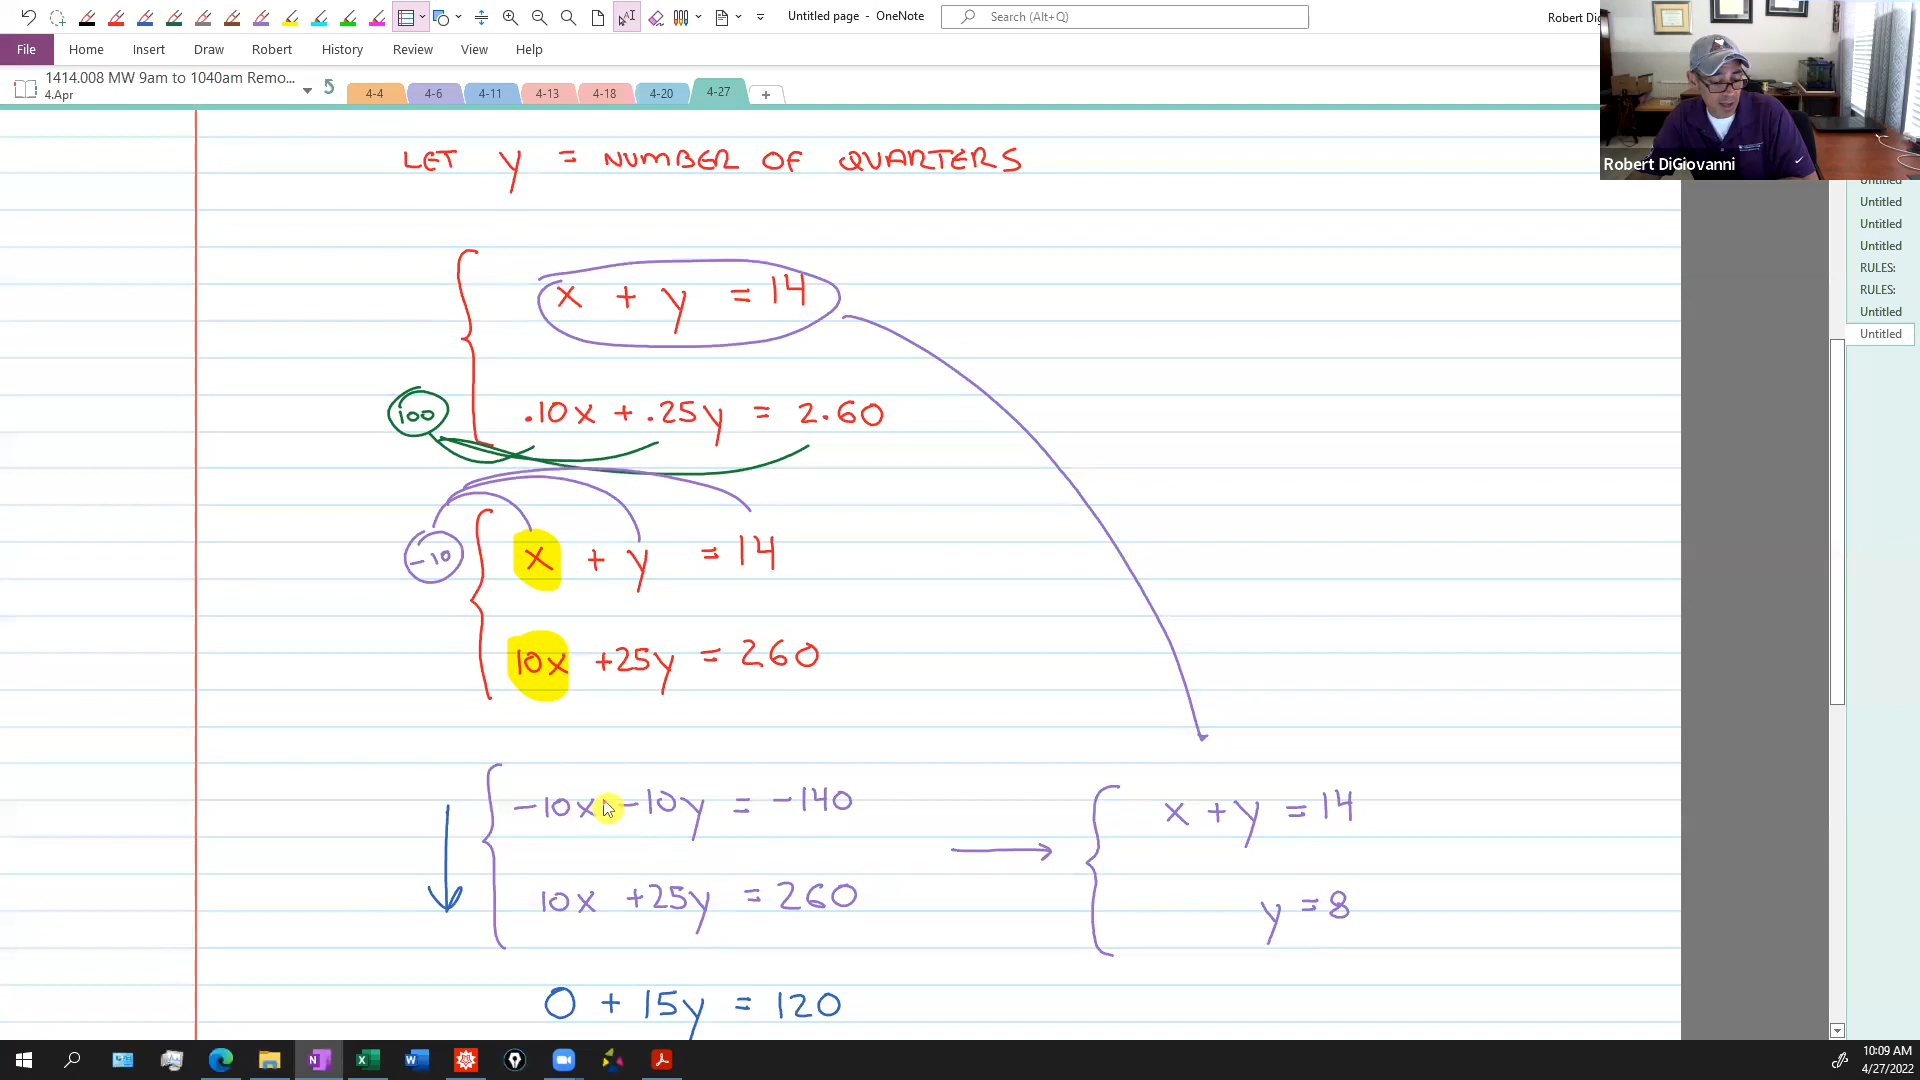 Untitled page - OneNote
Search (Alt+Q)
Robert Di
File Home Insert Draw Robert History Review View Help
1414.008 MW 9am to 1040am Remo...
4.Apr
4-4 4-6 4-11 4-13 4-18 4-20 4-27
Robert DiGiovanni
LET y = NUMBER OF QUARTERS
x + y = 14
100 .10x + .25y = 2.60
-10 x + y = 14
10x +25y = 260
-10x -10y = -140
x + y = 14
10x +25y = 260
y = 8
0 + 15y = 120
Untitled
Untitled
Untitled
Untitled
RULES:
RULES:
Untitled
Untitled
10:09 AM
4/27/2022